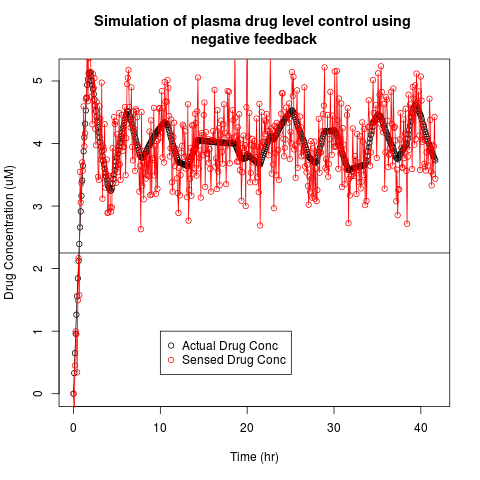 Simulation of plasma drug level control using
negative feedback
Drug Concentration (uM)
5
4
3
2
1
0
Actual Drug Conc
Sensed Drug Conc
0 10 20 30 40
Time (hr)